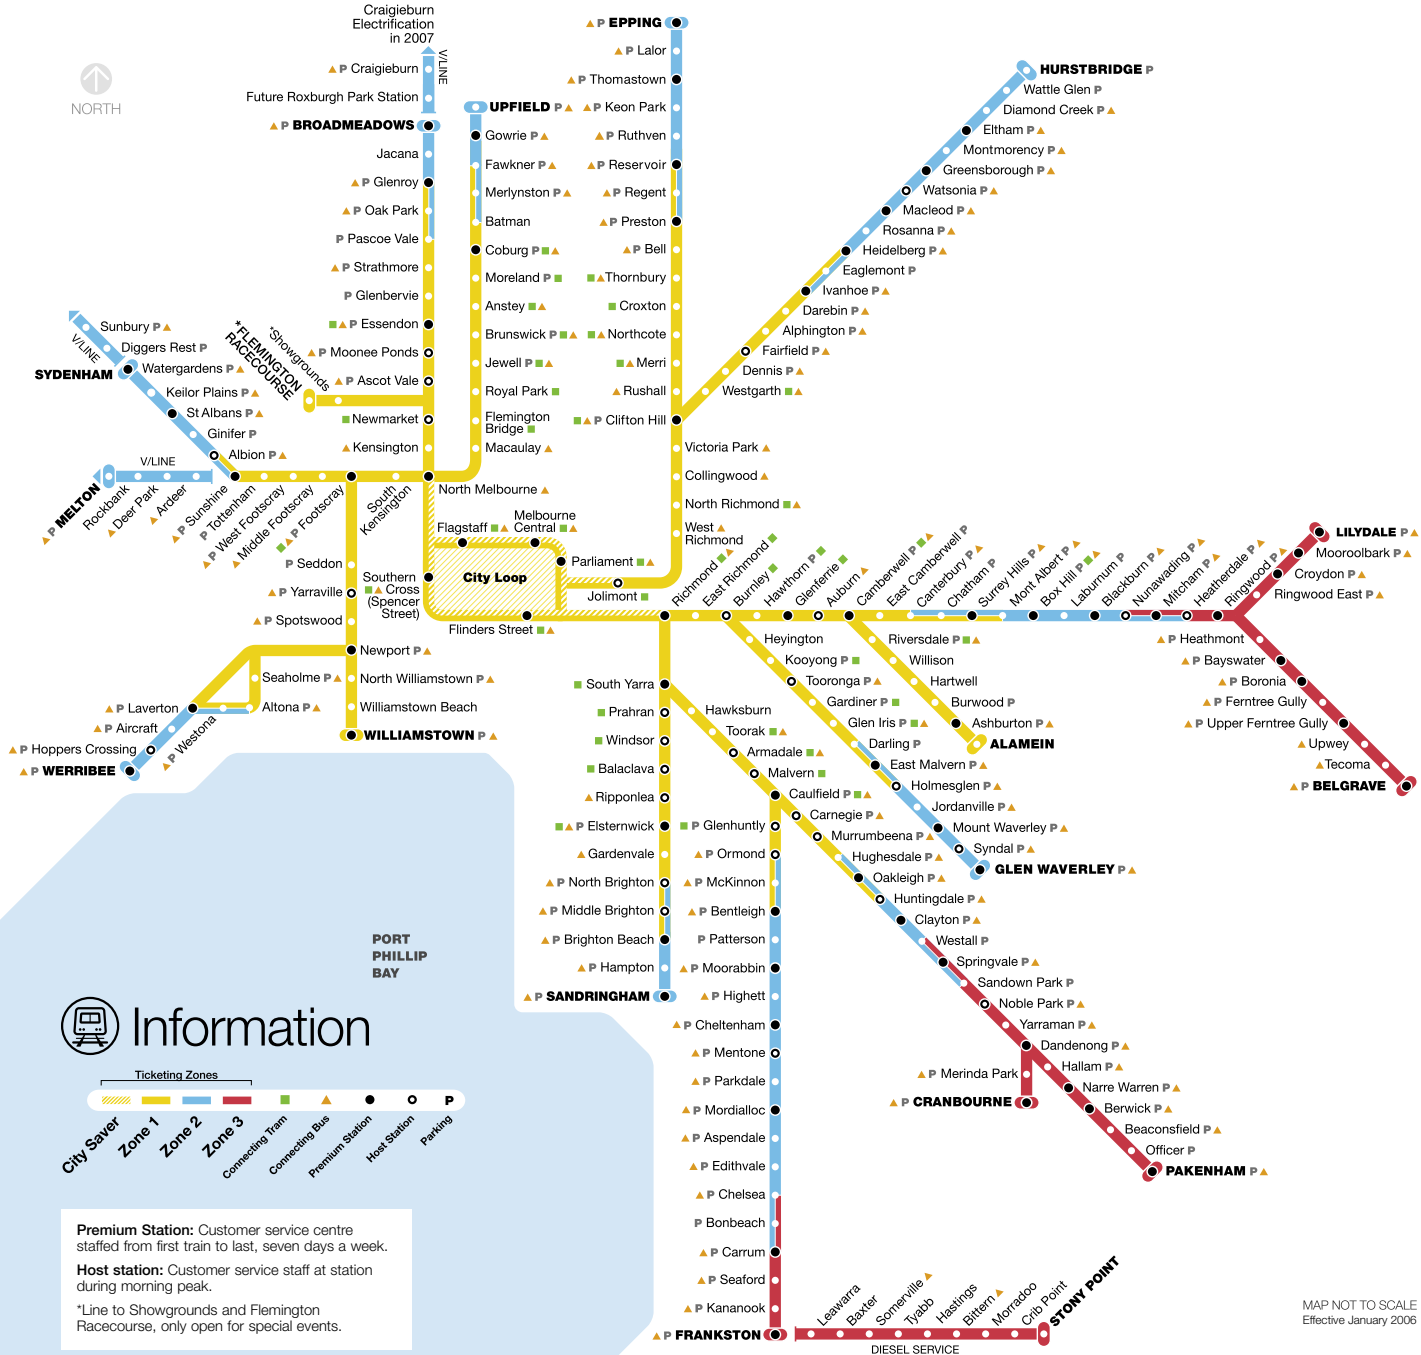 Craigieburn
Electrification
in 2007
V/LINE
P Craigieburn
Future Roxburgh Park Station
P BROADMEADOWS
Jacana
P Glenroy
P Oak Park
P Pascoe Vale
P Strathmore
P Glenbervie
P Essendon
P Moonee Ponds
P Ascot Vale
Newmarket
Kensington
NORTH
UPFIELD P
Gowrie P
Fawkner P
Merlynston P
Batman
Coburg P
Moreland P
Anstey
Brunswick P
Jewell P
Royal Park
Flemington
Bridge
Macaulay
North Melbourne
P EPPING
P Lalor
P Thomastown
P Keon Park
P Ruthven
P Reservoir
P Regent
P Preston
P Bell
Thornbury
Croxton
Northcote
Merri
Rushall
P Clifton Hill
Victoria Park
Collingwood
North Richmond
West
Richmond
HURSTBRIDGE P
Wattle Glen P
Diamond Creek P
Eltham P
Montmorency P
Greensborough P
Watsonia P
Macleod P
Rosanna P
Heidelberg P
Eaglemont P
Ivanhoe P
Darebin P
Alphington P
Fairfield P
Dennis P
Westgarth
*Showgrounds
*FLEMINGTON
RACECOURSE
Sunbury P
Diggers Rest P
V/LINE
SYDENHAM
Watergardens P
Keilor Plains P
St Albans P
Ginifer P
Albion P
V/LINE
P MELTON
Rockbank
Deer Park
Ardeer
P Sunshine
P Tottenham
P West Footscray
Middle Footscray
P Footscray
South
Kensington
P Seddon
P Yarraville
P Spotswood
Newport P
North Williamstown P
Williamstown Beach
WILLIAMSTOWN P
Seaholme P
Altona P
P Westona
P Laverton
P Aircraft
P Hoppers Crossing
P WERRIBEE
Southern
Cross
(Spencer
Street)
Flagstaff
Melbourne
Central
Parliament
City Loop
Jolimont
Flinders Street
Richmond
East Richmond
Burnley
Hawthorn P
Glenferrie
Auburn
Camberwell P
East Camberwell P
Canterbury P
Chatham P
Surrey Hills P
Mont Albert P
Box Hill P
Laburnum P
Blackburn P
Nunawading P
Mitcham P
Heatherdale P
Ringwood P
LILYDALE P
Mooroolbark P
Croydon P
Ringwood East P
P Heathmont
P Bayswater
P Boronia
P Ferntree Gully
P Upper Ferntree Gully
Upwey
Tecoma
P BELGRAVE
Riversdale P
Willison
Hartwell
Burwood P
Ashburton P
ALAMEIN
Heyington
Kooyong P
Tooronga P
Gardiner P
Glen Iris P
Darling P
East Malvern P
Holmesglen P
Jordanville P
Mount Waverley P
Syndal P
GLEN WAVERLEY P
South Yarra
Prahran
Windsor
Balaclava
Ripponlea
P Elsternwick
Gardenvale
P North Brighton
P Middle Brighton
P Brighton Beach
P Hampton
P SANDRINGHAM
Hawksburn
Toorak
Armadale
Malvern
Caulfield P
Carnegie P
Murrumbeena P
Hughesdale P
Oakleigh P
Huntingdale P
Clayton P
Westall P
Springvale P
Sandown Park P
Noble Park P
Yarraman P
Dandenong P
Hallam P
Narre Warren P
Berwick P
Beaconsfield P
Officer P
PAKENHAM P
P Merinda Park
P CRANBOURNE
P Glenhuntly
P Ormond
P McKinnon
P Bentleigh
P Patterson
P Moorabbin
P Highett
P Cheltenham
P Mentone
P Parkdale
P Mordialloc
P Aspendale
P Edithvale
P Chelsea
P Bonbeach
P Carrum
P Seaford
P Kananook
P FRANKSTON
Leawarra
Baxter
Somerville
Tyabb
Hastings
Bittern
Morradoo
Crib Point
STONY POINT
DIESEL SERVICE
PORT
PHILLIP
BAY
Information
Ticketing Zones
P
City Saver
Zone 1
Zone 2
Zone 3
Connecting Tram
Connecting Bus
Premium Station
Host Station
Parking
Premium Station: Customer service centre
staffed from first train to last, seven days a week.
Host station: Customer service staff at station
during morning peak.
*Line to Showgrounds and Flemington
Racecourse, only open for special events.
MAP NOT TO SCALE
Effective January 2006